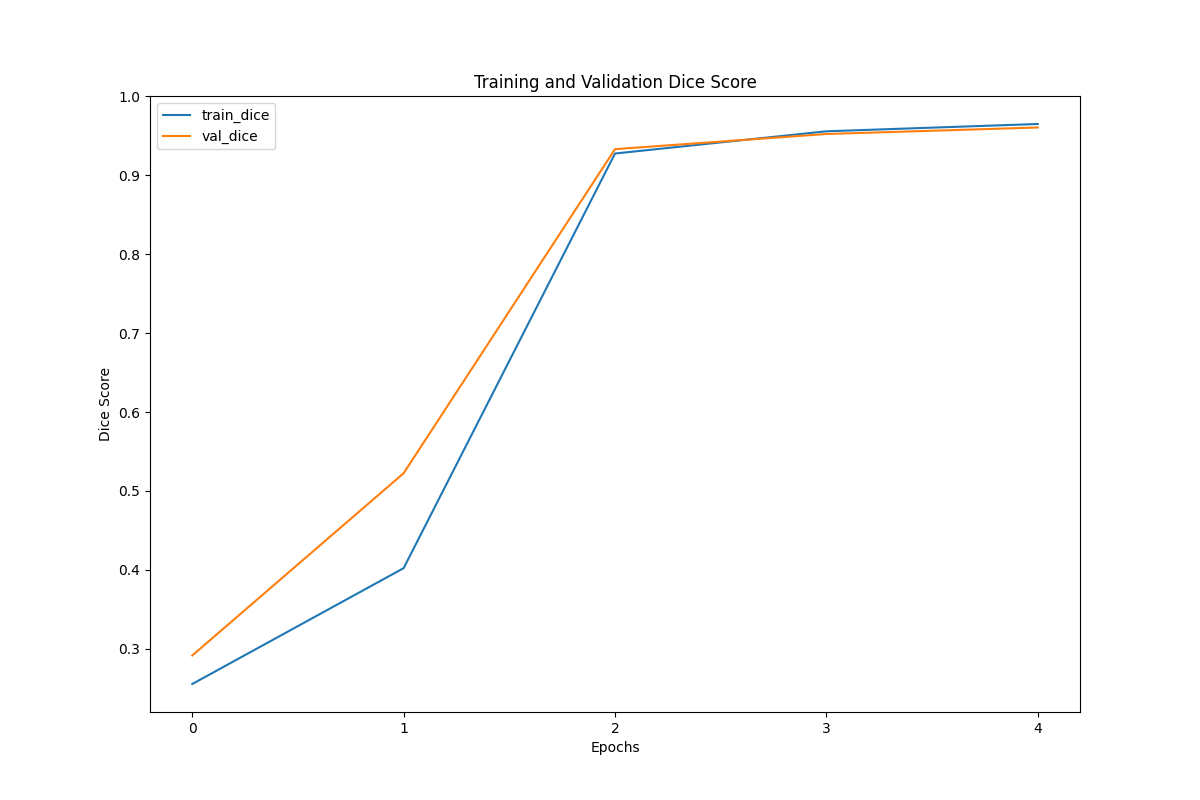 Training and Validation Dice Score
train_dice
val_dice
1.0
0.9
0.8
0.7
0.6
0.5
0.4
0.3
Dice Score
0 1 2 3 4
Epochs